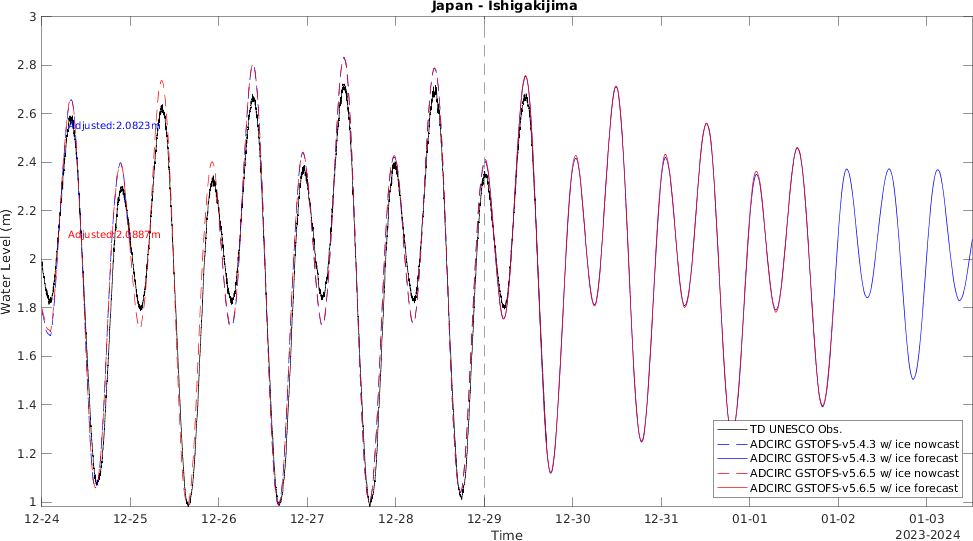 Japan - Ishigakijima
3
2.8
2.6
2.4
2.2
2
1.8
1.6
1.4
1.2
1
Water Level (m)
Adjusted:2.0823m
Adjusted:2.0887m
TD UNESCO Obs.
ADCIRC GSTOFS-v5.4.3 w/ ice nowcast
ADCIRC GSTOFS-v5.4.3 w/ ice forecast
ADCIRC GSTOFS-v5.6.5 w/ ice nowcast
ADCIRC GSTOFS-v5.6.5 w/ ice forecast
12-24 12-25 12-26 12-27 12-28 12-29 12-30 12-31 01-01 01-02 01-03
Time
2023-2024